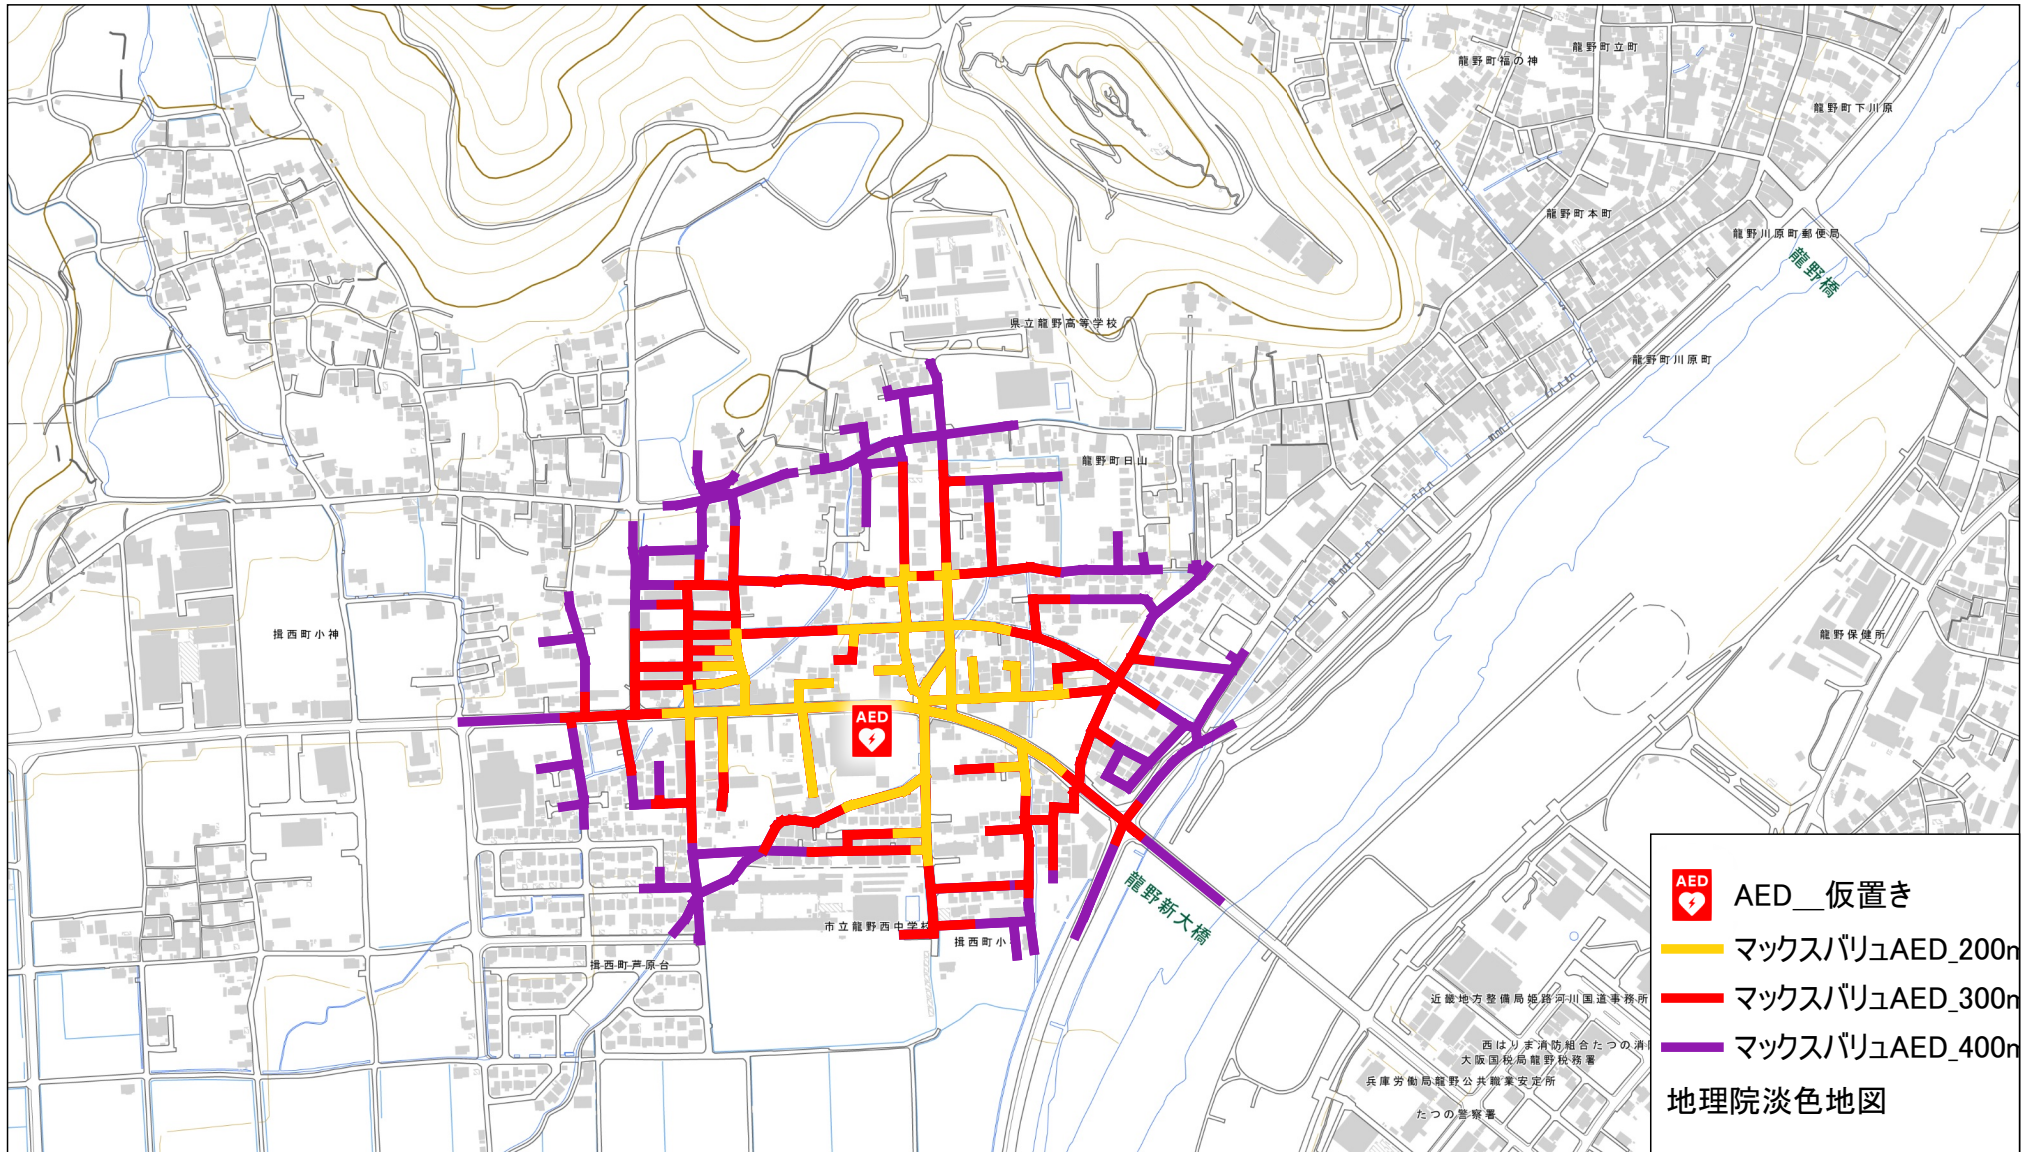 龍野町立町
龍野町福の神
龍野町下川原
龍野町本町
龍野川原町郵便局
龍野橋
県立龍野高等学校
龍野町川原町
龍野町日山
揖西町小神
龍野保健所
AED
龍野新大橋
市立龍野西中学校
揖西町小
揖西町芦原台
近畿地方整備局姫路河川国道事務所
西はりま消防組合たつの消
大阪国税局龍野税務署
兵庫労働局龍野公共職業安定所
たつの警察署
AED
AED__仮置き
マックスバリュAED_200m
マックスバリュAED_300m
マックスバリュAED_400m
地理院淡色地図